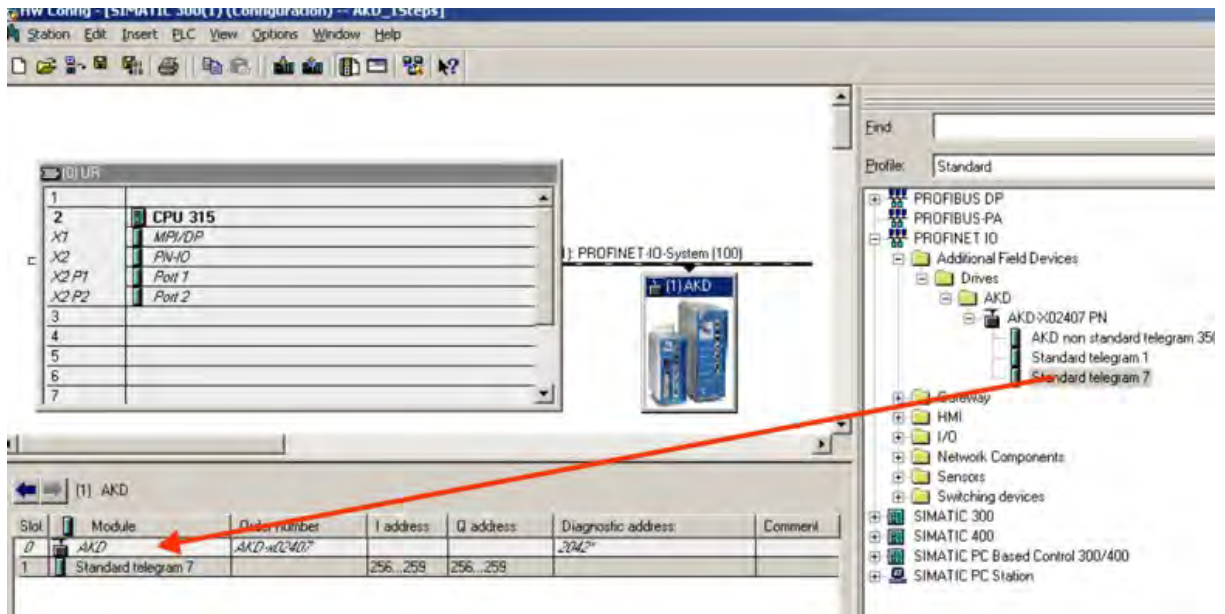 HW Config - [SIMATIC 300(1) (Configuration) -- AKD_1Steps]
Station Edit Insert PLC View Options Window Help
(0) UR
1
2 CPU 315
X1 MPI/DP
X2 PN-IO
X2 P1 Port 1
X2 P2 Port 2
3
4
5
6
7
): PROFINET-IO-System (100)
(1) AKD
Find:
Profile: Standard
PROFIBUS DP
PROFIBUS-PA
PROFINET IO
Additional Field Devices
Drives
AKD
AKD-X02407 PN
AKD non standard telegram 350
Standard telegram 1
Standard telegram 7
Gateway
HMI
I/O
Network Components
Sensors
Switching devices
SIMATIC 300
SIMATIC 400
SIMATIC PC Based Control 300/400
SIMATIC PC Station
(1) AKD
Slot Module Order number I address Q address Diagnostic address: Comment
0 AKD AKD-x02407 2042*
1 Standard telegram 7 256...259 256...259